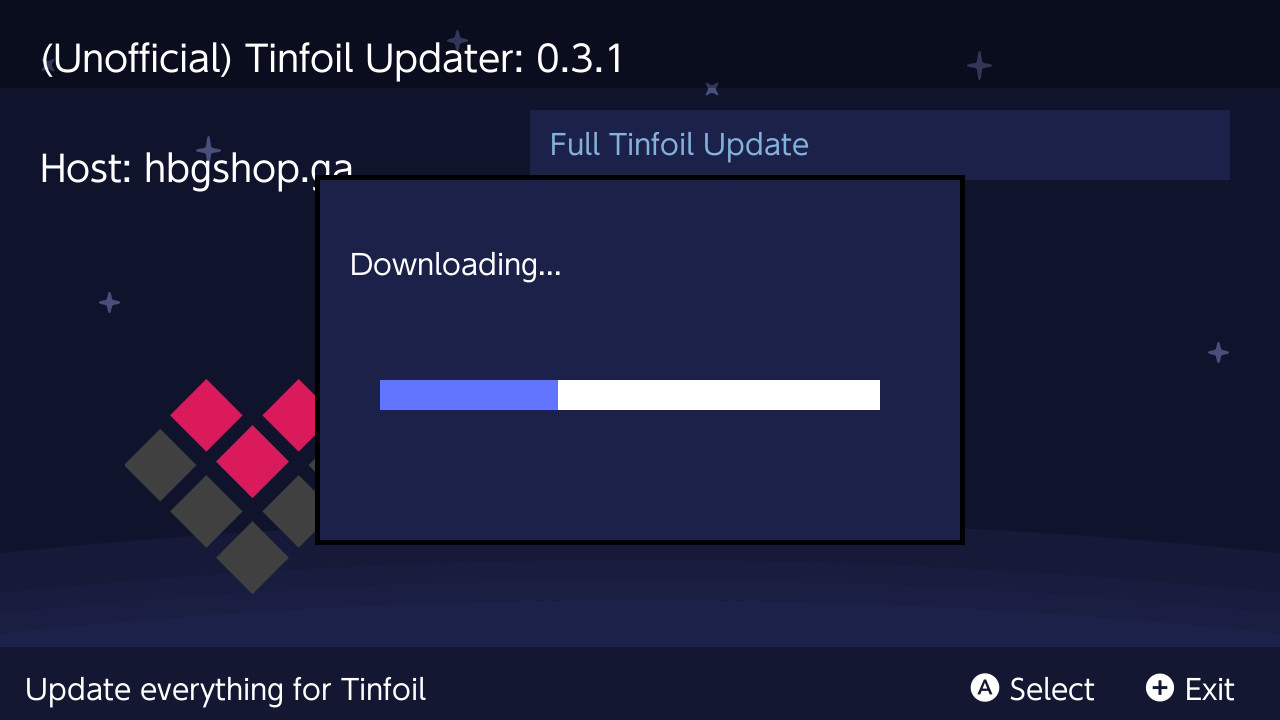 (Unofficial) Tinfoil Updater: 0.3.1
Host: hbgshop.ga
Full Tinfoil Update
Downloading...
Update everything for Tinfoil
A Select
+ Exit